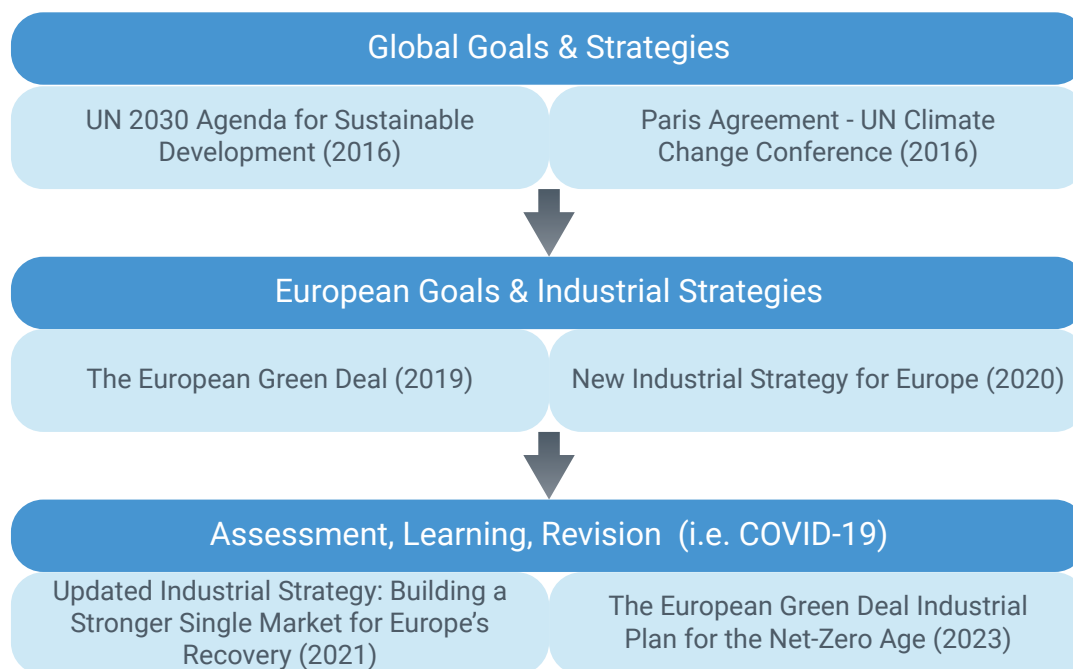 Global Goals & Strategies
UN 2030 Agenda for Sustainable
Development (2016)
Paris Agreement - UN Climate
Change Conference (2016)
European Goals & Industrial Strategies
The European Green Deal (2019)
New Industrial Strategy for Europe (2020)
Assessment, Learning, Revision (i.e. COVID-19)
Updated Industrial Strategy: Building a
Stronger Single Market for Europe’s
Recovery (2021)
The European Green Deal Industrial
Plan for the Net-Zero Age (2023)